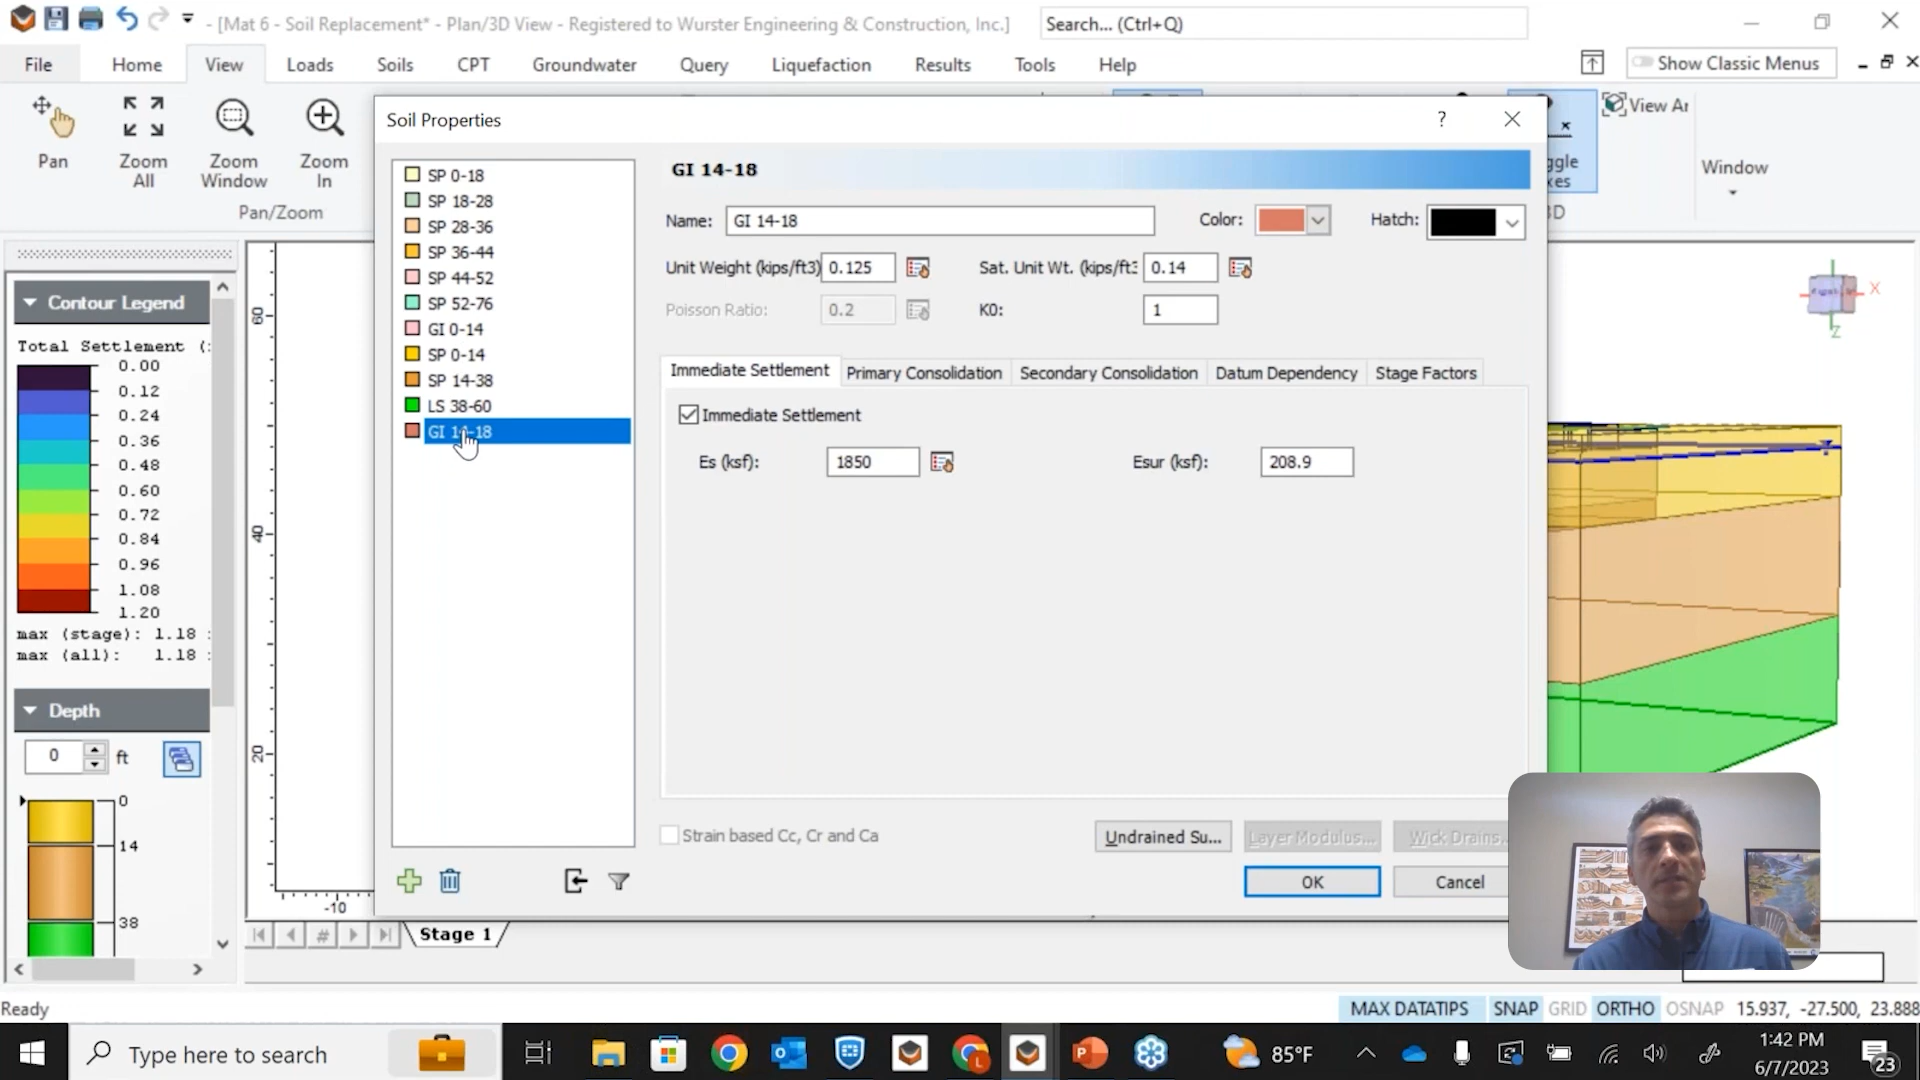 - [Mat 6 - Soil Replacement* - Plan/3D View - Registered to Wurster Engineering & Construction, Inc.]
Search... (Ctrl+Q)
File Home View Loads Soils CPT Groundwater Query Liquefaction Results Tools Help
Show Classic Menus
Pan
Zoom All
Zoom Window
Zoom In
Pan/Zoom
View Ar
Window
Soil Properties
?
SP 0-18
SP 18-28
SP 28-36
SP 36-44
SP 44-52
SP 52-76
GI 0-14
SP 0-14
SP 14-38
LS 38-60
GI 14-18
GI 14-18
Name: GI 14-18
Color:
Hatch:
Unit Weight (kips/ft3) 0.125
Sat. Unit Wt. (kips/ft3 0.14
Poisson Ratio: 0.2
K0: 1
Immediate Settlement Primary Consolidation Secondary Consolidation Datum Dependency Stage Factors
Immediate Settlement
Es (ksf): 1850
Esur (ksf): 208.9
Strain based Cc, Cr and Ca
Undrained Su...
Layer Modulus...
Wick Drains..
OK
Cancel
Contour Legend
Total Settlement (
0.00
0.12
0.24
0.36
0.48
0.60
0.72
0.84
0.96
1.08
1.20
max (stage): 1.18
max (all): 1.18
Depth
0 ft
0
14
38
60
40
20
-10
X
Z
#
Stage 1
Ready
MAX DATATIPS SNAP GRID ORTHO OSNAP 15.937, -27.500, 23.888
Type here to search
85°F
1:42 PM
6/7/2023
23